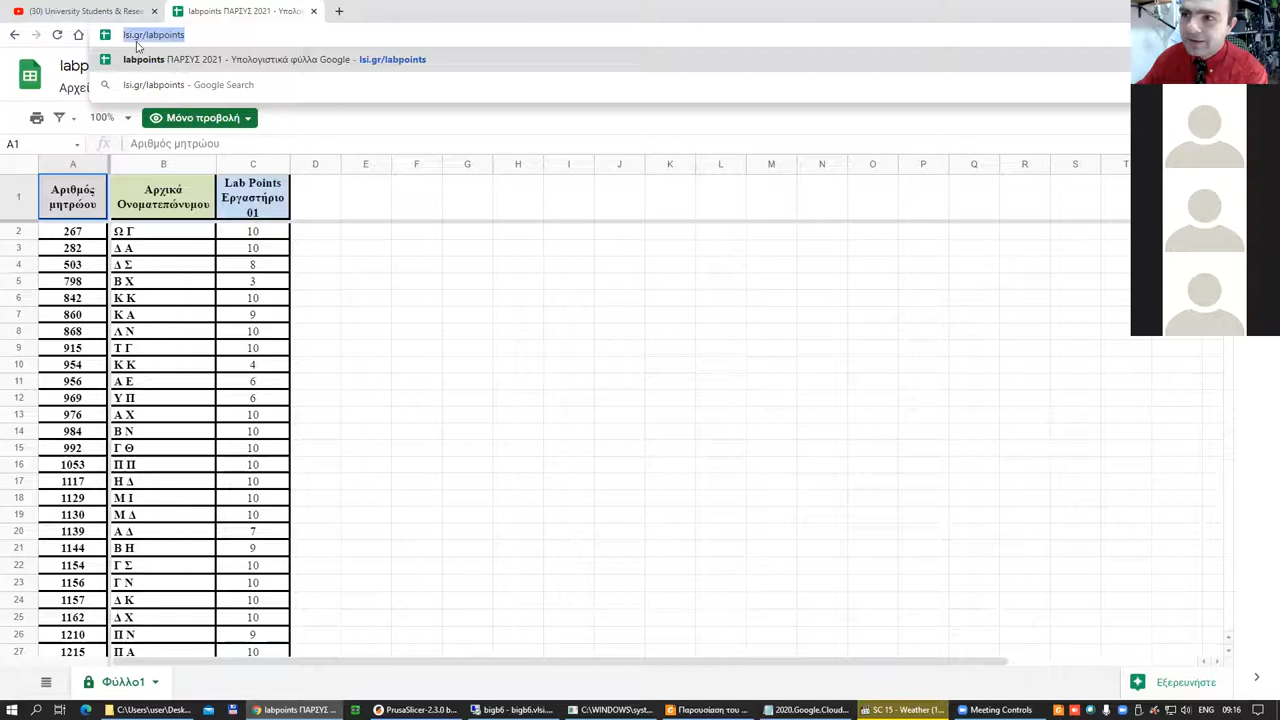 (30) University Students & Resea
labpoints ΠΑΡΣΥΣ 2021 - Υπολογ
lsi.gr/labpoints
labpoints ΠΑΡΣΥΣ 2021 - Υπολογιστικά φύλλα Google - lsi.gr/labpoints
lsi.gr/labpoints - Google Search
labp
Αρχεί
100%
Μόνο προβολή
A1
fx
Αριθμός μητρώου
A B C D E F G H I J K L M N O P Q R S T
1
Αριθμός μητρώου
Αρχικά Ονοματεπώνυμου
Lab Points Εργαστήριο 01
2 267 Ω Γ 10
3 282 Δ Α 10
4 503 Δ Σ 8
5 798 Β Χ 3
6 842 Κ Κ 10
7 860 Κ Α 9
8 868 Λ Ν 10
9 915 Τ Γ 10
10 954 Κ Κ 4
11 956 Α Ε 6
12 969 Υ Π 6
13 976 Α Χ 10
14 984 Β Ν 10
15 992 Γ Θ 10
16 1053 Π Π 10
17 1117 Η Δ 10
18 1129 Μ Ι 10
19 1130 Μ Δ 10
20 1139 Α Δ 7
21 1144 Β Η 9
22 1154 Γ Σ 10
23 1156 Γ Ν 10
24 1157 Δ Κ 10
25 1162 Δ Χ 10
26 1210 Π Ν 9
27 1215 Π Α 10
Φύλλο1
Εξερευνήστε
C:\Users\user\Desk...
labpoints ΠΑΡΣΥΣ ...
PrusaSlicer-2.3.0 b...
bigb6 - bigb6.vlsi....
C:\WINDOWS\syst...
Παρουσίαση του ...
2020.Google.Cloud...
SC 15 - Weather (1...
Meeting Controls
ENG
09:16